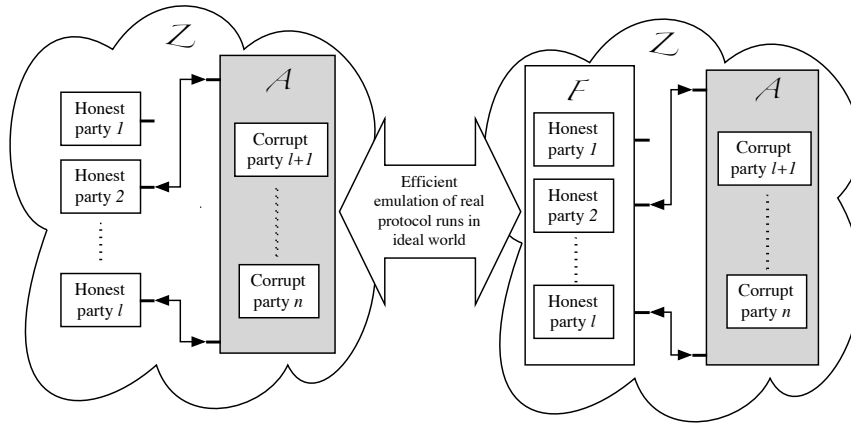 Z
A
Honest
party 1
Honest
party 2
Honest
party l
Corrupt
party l+1
Corrupt
party n
Efficient
emulation of real
protocol runs in
ideal world
Z
F
A
Honest
party 1
Honest
party 2
Honest
party l
Corrupt
party l+1
Corrupt
party n